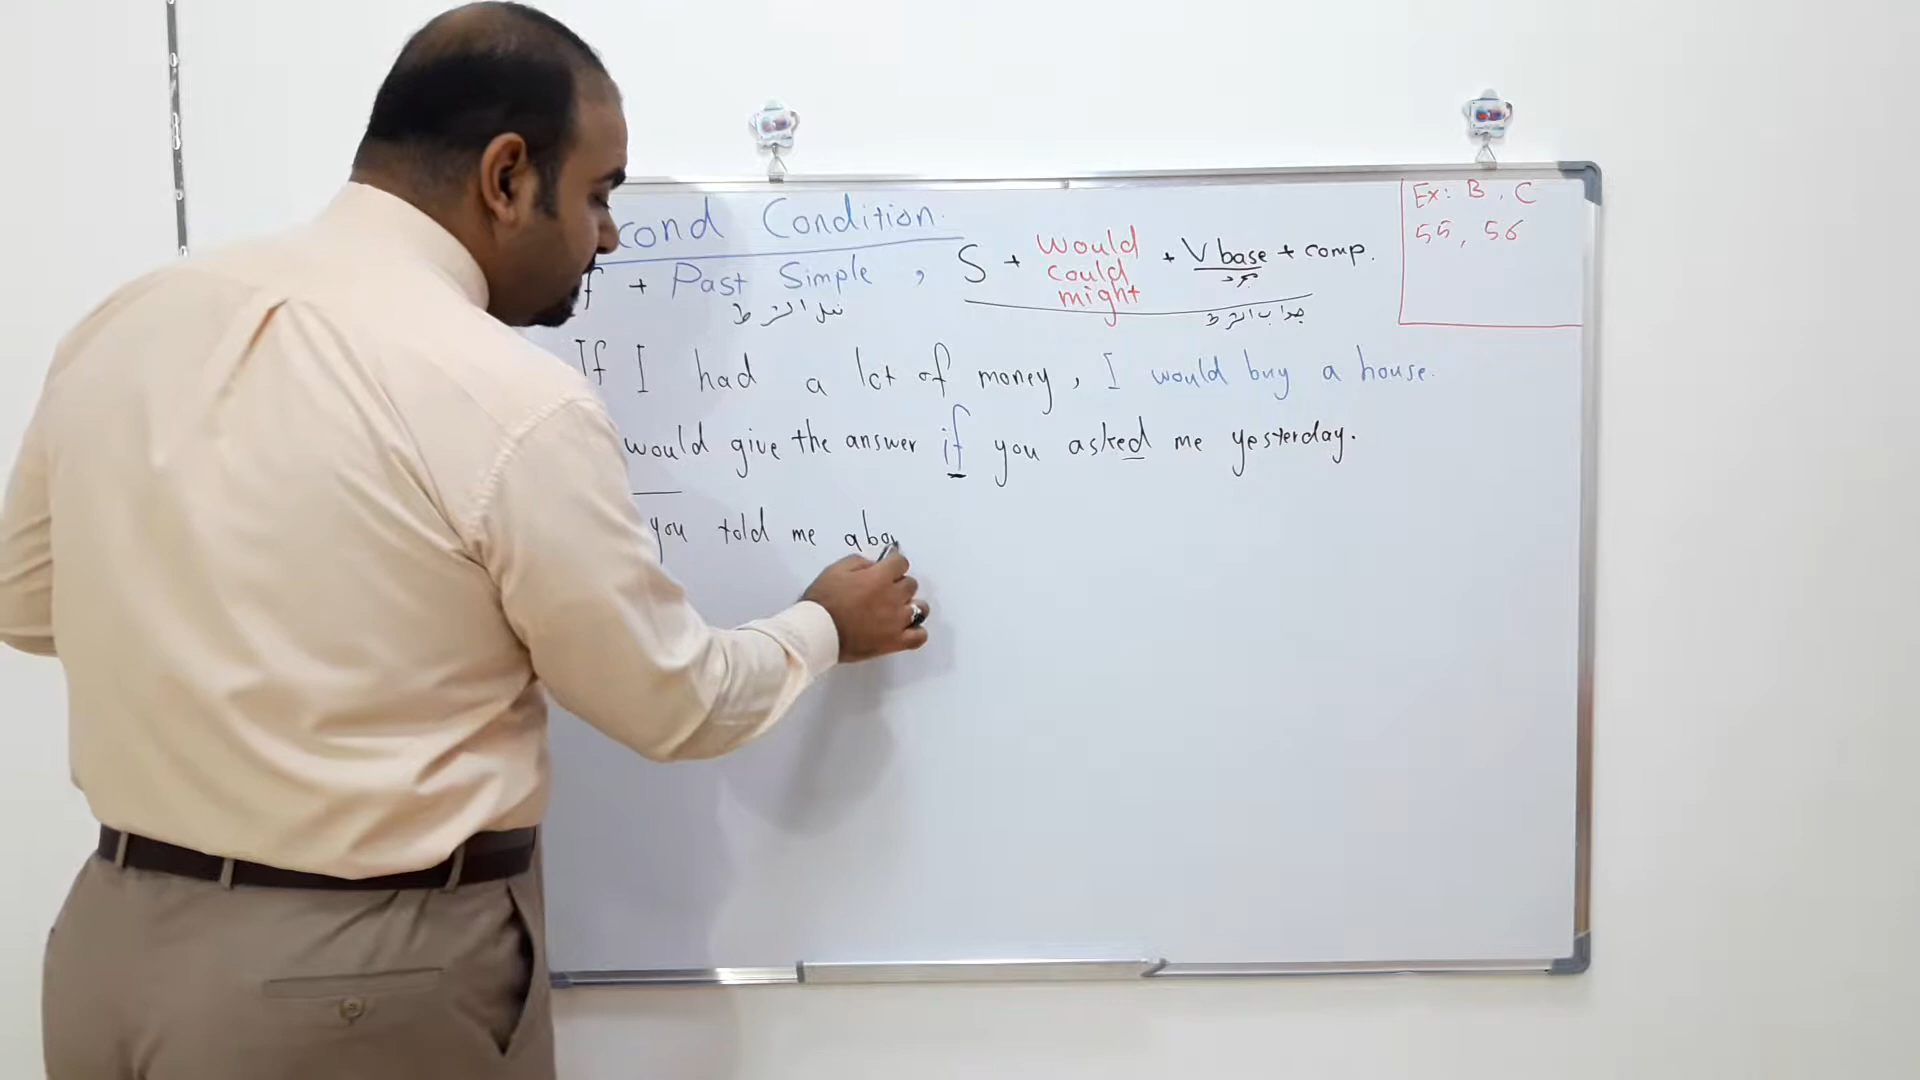 cond Condition.
f + Past Simple , S + would could might + V base + comp.
فعل الشرط
مجرد
جواب الشرط
Ex: B, C
55, 56
If I had a lot of money, I would buy a house.
would give the answer if you asked me yesterday.
you told me abo